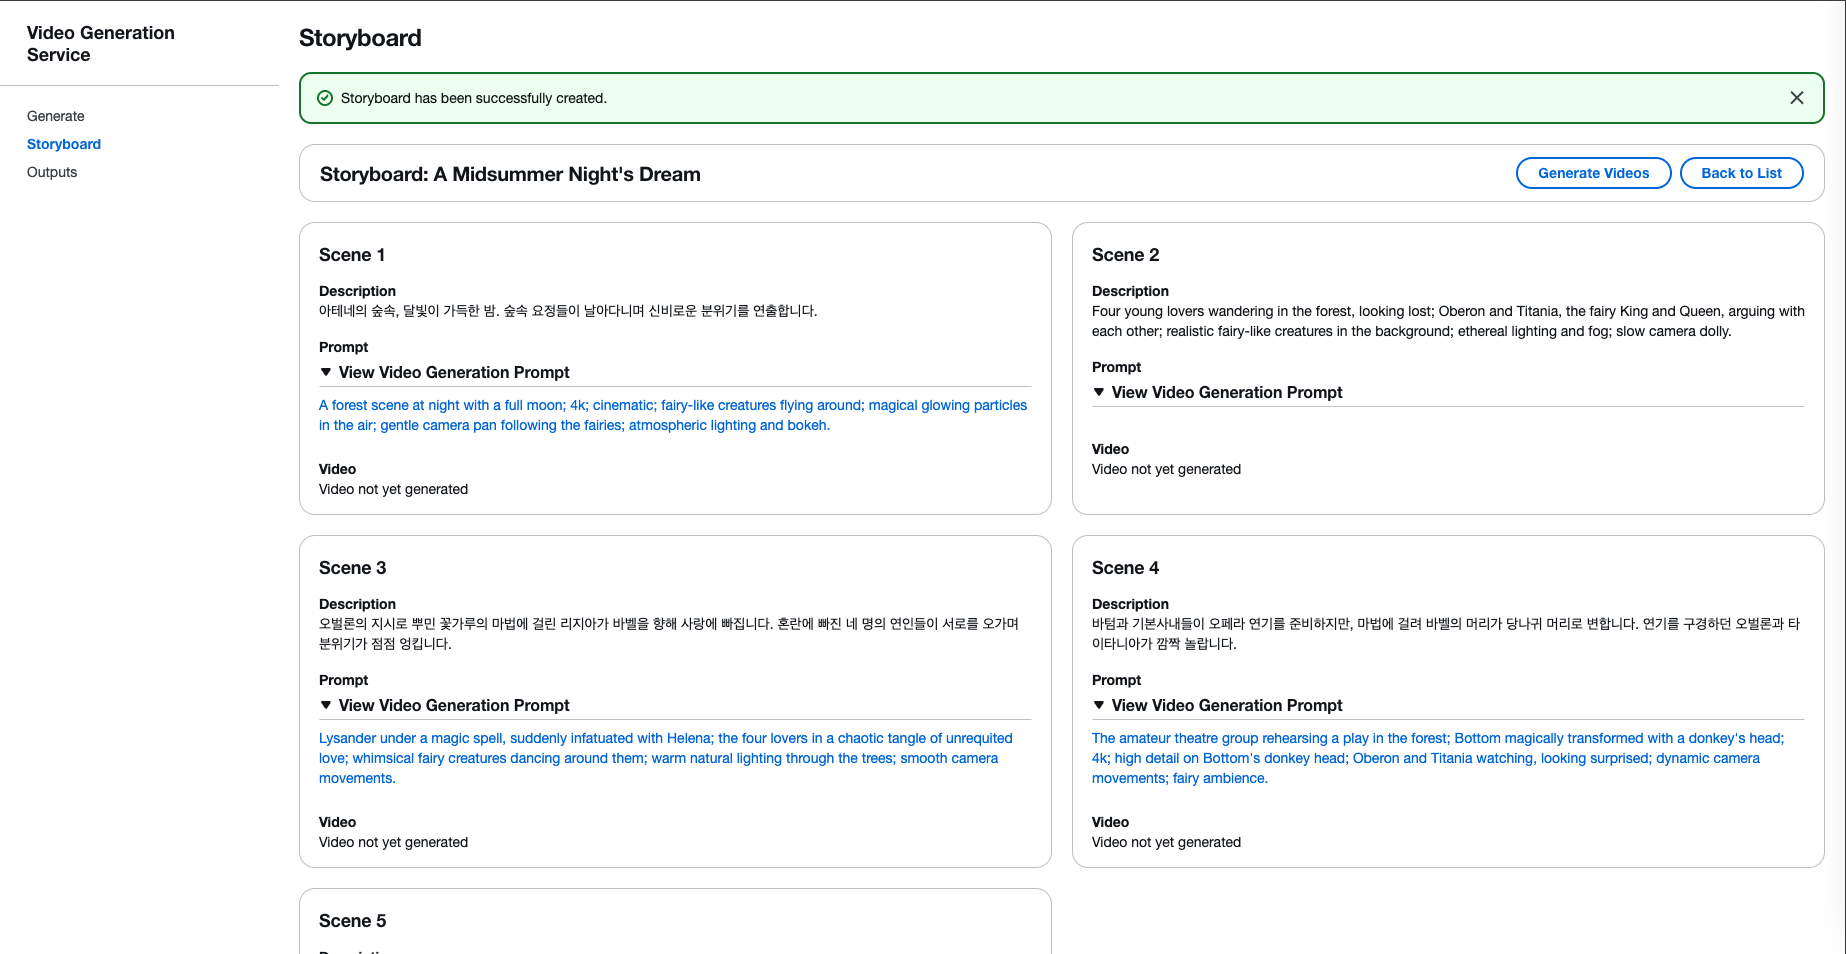 Video Generation
Service
Generate
Storyboard
Outputs
Storyboard
Storyboard has been successfully created.
Storyboard: A Midsummer Night's Dream
Generate Videos
Back to List
Scene 1
Description
아테네의 숲속, 달빛이 가득한 밤. 숲속 요정들이 날아다니며 신비로운 분위기를 연출합니다.
Prompt
View Video Generation Prompt
A forest scene at night with a full moon; 4k; cinematic; fairy-like creatures flying around; magical glowing particles
in the air; gentle camera pan following the fairies; atmospheric lighting and bokeh.
Video
Video not yet generated
Scene 2
Description
Four young lovers wandering in the forest, looking lost; Oberon and Titania, the fairy King and Queen, arguing with
each other; realistic fairy-like creatures in the background; ethereal lighting and fog; slow camera dolly.
Prompt
View Video Generation Prompt
Video
Video not yet generated
Scene 3
Description
오벌론의 지시로 뿌민 꽃가루의 마법에 걸린 리지아가 바벨을 향해 사랑에 빠집니다. 혼란에 빠진 네 명의 연인들이 서로를 오가며
분위기가 점점 엉킵니다.
Prompt
View Video Generation Prompt
Lysander under a magic spell, suddenly infatuated with Helena; the four lovers in a chaotic tangle of unrequited
love; whimsical fairy creatures dancing around them; warm natural lighting through the trees; smooth camera
movements.
Video
Video not yet generated
Scene 4
Description
바텀과 기본사내들이 오페라 연기를 준비하지만, 마법에 걸려 바벨의 머리가 당나귀 머리로 변합니다. 연기를 구경하던 오벌론과 타
이타니아가 깜짝 놀랍니다.
Prompt
View Video Generation Prompt
The amateur theatre group rehearsing a play in the forest; Bottom magically transformed with a donkey's head;
4k; high detail on Bottom's donkey head; Oberon and Titania watching, looking surprised; dynamic camera
movements; fairy ambience.
Video
Video not yet generated
Scene 5